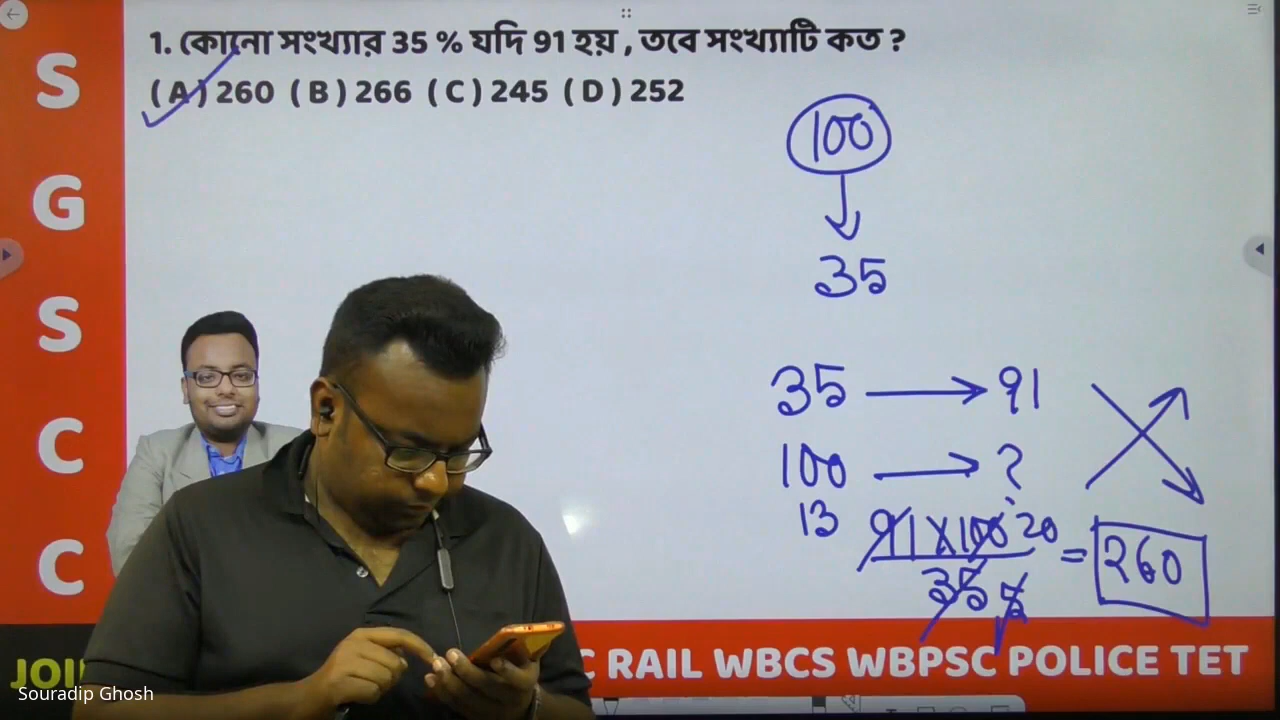 S
G
S
C
C
1. কোনো সংখ্যার 35 % যদি 91 হয় , তবে সংখ্যাটি কত ?
( A ) 260 ( B ) 266 ( C ) 245 ( D ) 252
100
35
35 → 91
100 → ?
13 91 X 100 20
35 = 260
C RAIL WBCS WBPSC POLICE TET
JOI
Souradip Ghosh